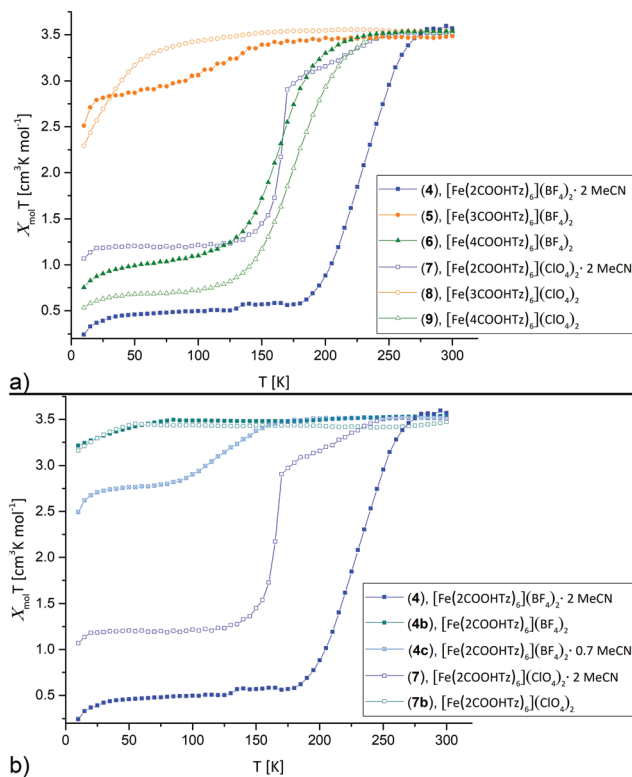 3.5
3.0
2.5
2.0
1.5
1.0
0.5
0.0
XmolT [cm³K mol⁻¹]
(4), [Fe(2COOHTz)₆](BF₄)₂· 2 MeCN
(5), [Fe(3COOHTz)₆](BF₄)₂
(6), [Fe(4COOHTz)₆](BF₄)₂
(7), [Fe(2COOHTz)₆](ClO₄)₂· 2 MeCN
(8), [Fe(3COOHTz)₆](ClO₄)₂
(9), [Fe(4COOHTz)₆](ClO₄)₂
0 50 100 150 200 250 300
T [K]
a)
3.5
3.0
2.5
2.0
1.5
1.0
0.5
XmolT [cm³K mol⁻¹]
(4), [Fe(2COOHTz)₆](BF₄)₂· 2 MeCN
(4b), [Fe(2COOHTz)₆](BF₄)₂
(4c), [Fe(2COOHTz)₆](BF₄)₂· 0.7 MeCN
(7), [Fe(2COOHTz)₆](ClO₄)₂· 2 MeCN
(7b), [Fe(2COOHTz)₆](ClO₄)₂
0 50 100 150 200 250 300
T [K]
b)